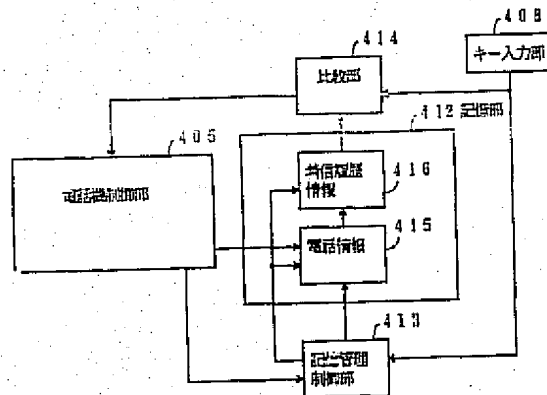 408
キー入力部
414
比較部
412 記憶部
405
電話機制御部
着信履歴
情報
416
電話情報
415
413
記憶管理
制御部